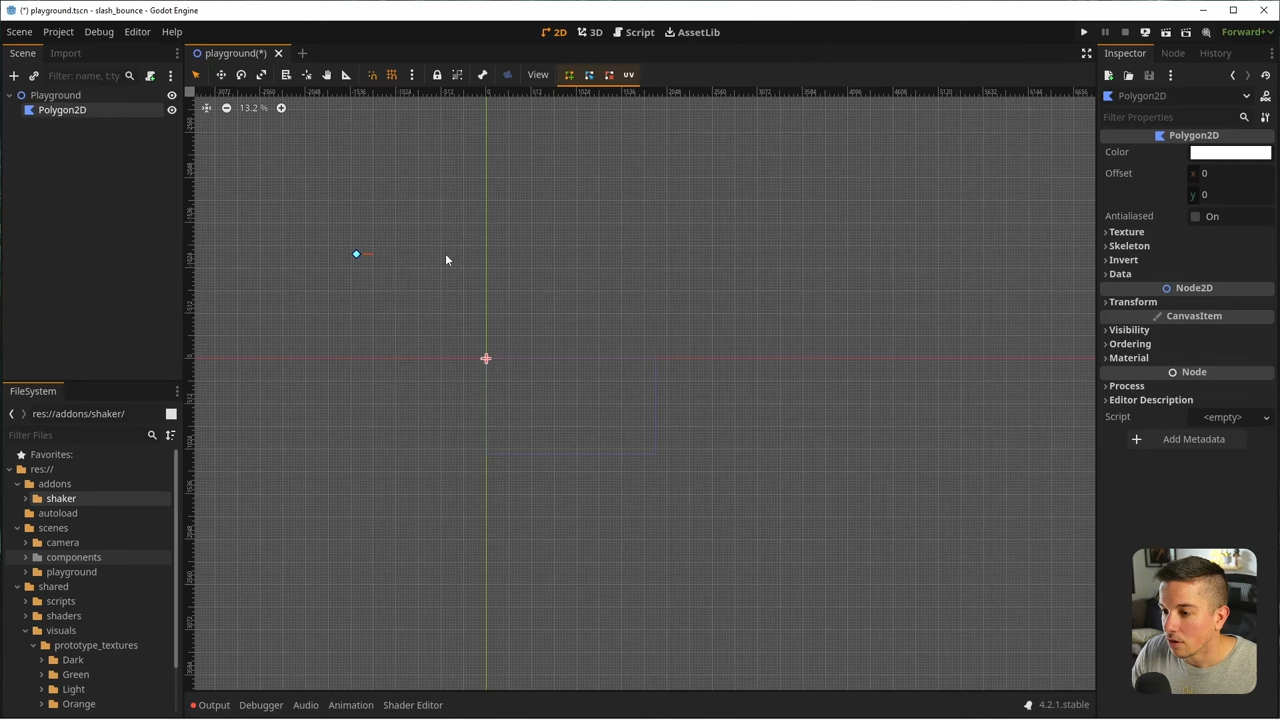 (*) playground.tscn - slash_bounce - Godot Engine
Scene Project Debug Editor Help
2D 3D Script AssetLib
Forward+
Scene Import
playground(*)
Inspector Node History
Filter: name, t:ty
View
Playground
Polygon2D
13.2 %
Polygon2D
Filter Properties
Polygon2D
Color
Offset x 0
y 0
Antialiased On
Texture
Skeleton
Invert
Data
Node2D
Transform
CanvasItem
Visibility
Ordering
Material
Node
Process
Editor Description
Script <empty>
Add Metadata
FileSystem
res://addons/shaker/
Filter Files
Favorites:
res://
addons
shaker
autoload
scenes
camera
components
playground
shared
scripts
shaders
visuals
prototype_textures
Dark
Green
Light
Orange
Output Debugger Audio Animation Shader Editor
4.2.1.stable